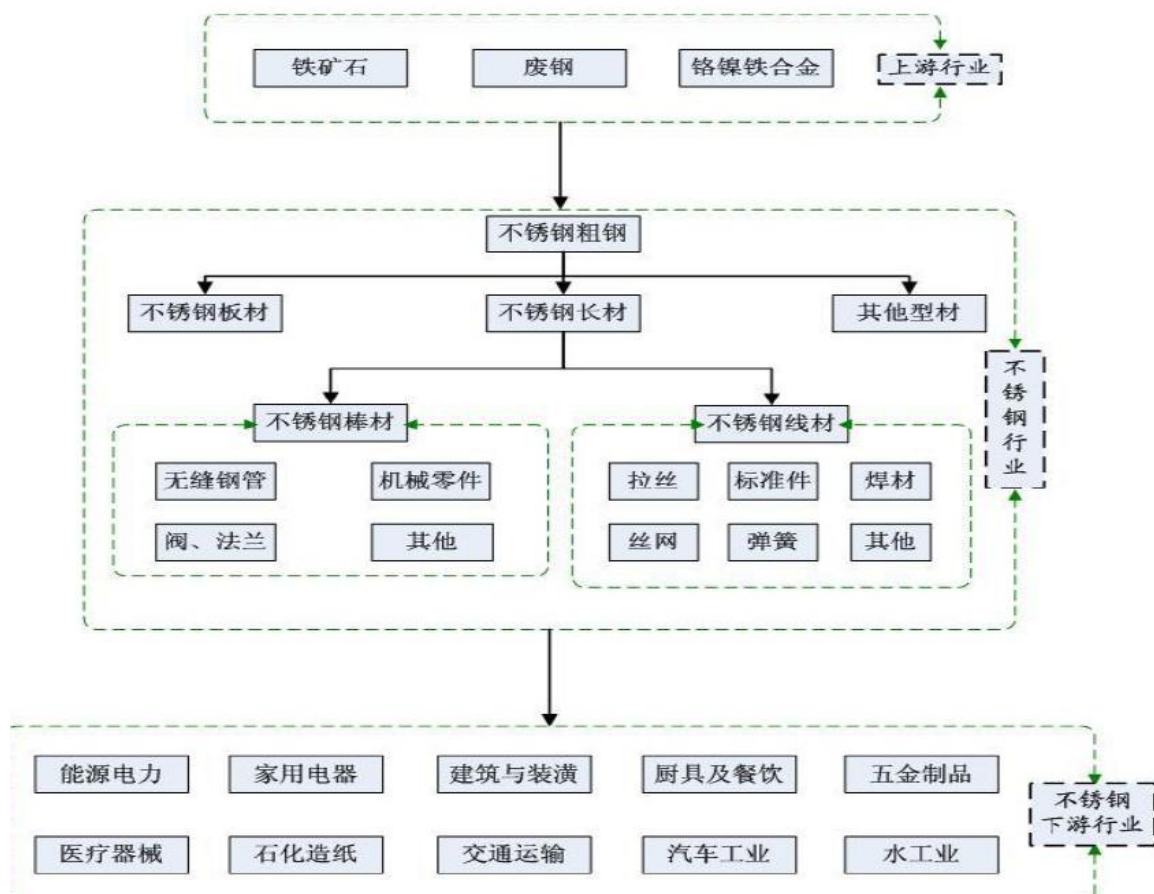 铁矿石
废钢
铬镍铁合金
上游行业
不锈钢粗钢
不锈钢板材
不锈钢长材
其他型材
不锈钢行业
不锈钢棒材
不锈钢线材
无缝钢管
机械零件
拉丝
标准件
焊材
阀、法兰
其他
丝网
弹簧
其他
能源电力
家用电器
建筑与装潢
厨具及餐饮
五金制品
不锈钢
下游行业
医疗器械
石化造纸
交通运输
汽车工业
水工业